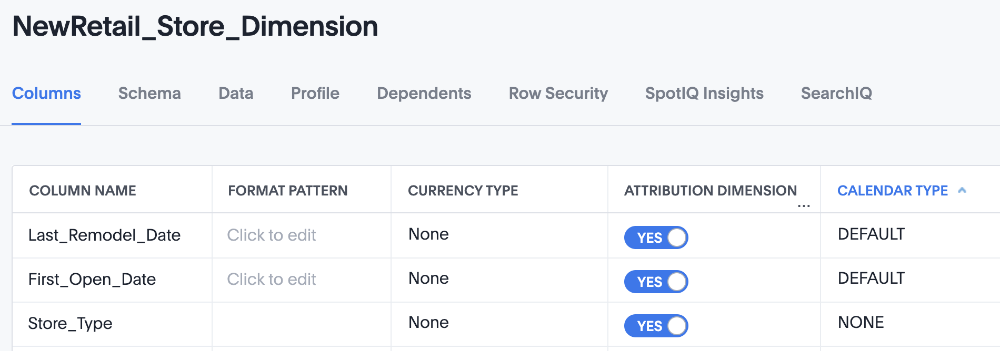 NewRetail_Store_Dimension
Columns Schema Data Profile Dependents Row Security SpotIQ Insights SearchIQ
COLUMN NAME FORMAT PATTERN CURRENCY TYPE ATTRIBUTION DIMENSION ... CALENDAR TYPE
Last_Remodel_Date Click to edit None YES DEFAULT
First_Open_Date Click to edit None YES DEFAULT
Store_Type None YES NONE